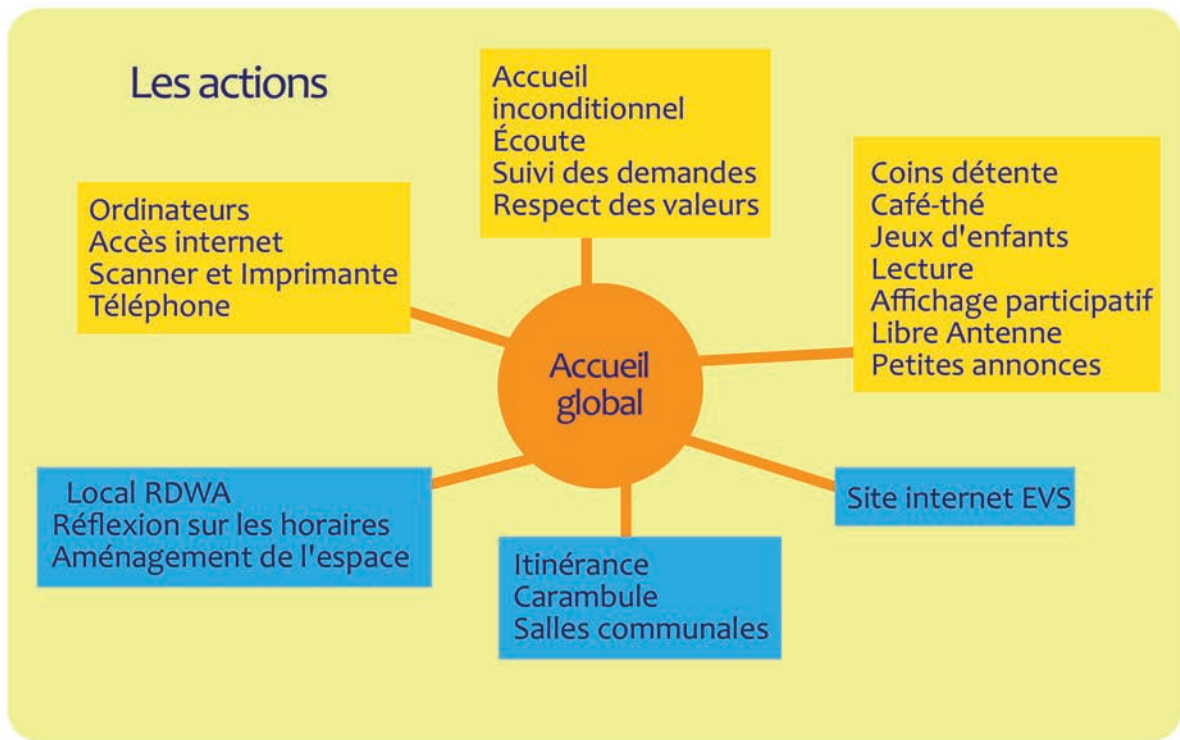 Les actions
Accueil
inconditionnel
Écoute
Suivi des demandes
Respect des valeurs
Ordinateurs
Accès internet
Scanner et Imprimante
Téléphone
Coins détente
Café-thé
Jeux d'enfants
Lecture
Affichage participatif
Libre Antenne
Petites annonces
Accueil
global
Local RDWA
Réflexion sur les horaires
Aménagement de l'espace
Itinérance
Carambule
Salles communales
Site internet EVS